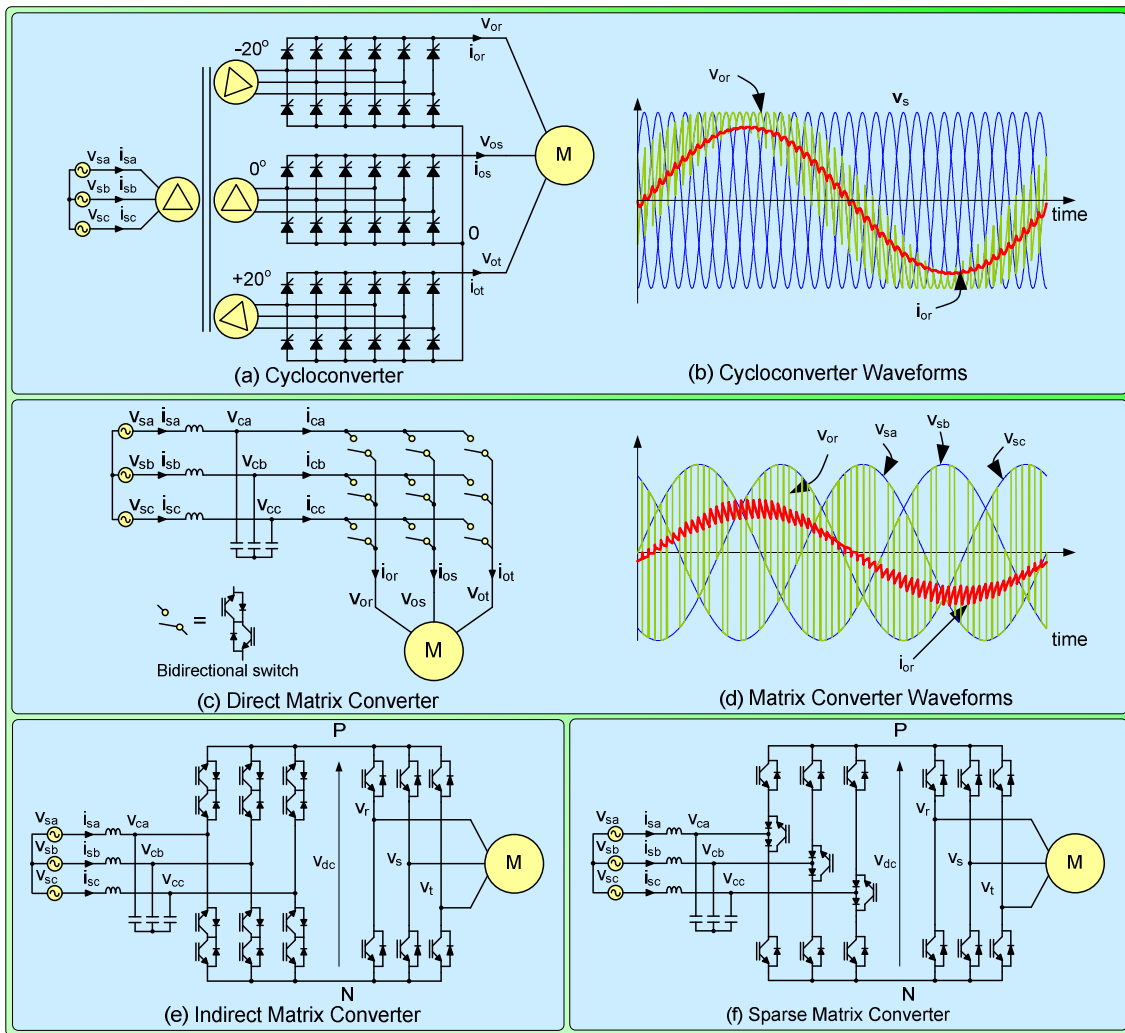 -20°
v_or
i_or
v_sa i_sa
v_sb i_sb
v_sc i_sc
0°
v_os
i_os
0
+20°
v_ot
i_ot
M
(a) Cycloconverter
v_or
v_s
time
i_or
(b) Cycloconverter Waveforms
v_sa i_sa v_ca i_ca
v_sb i_sb v_cb i_cb
v_sc i_sc v_cc i_cc
i_or i_os i_ot
v_or v_os v_ot
M
=
Bidirectional switch
(c) Direct Matrix Converter
v_or v_sa v_sb v_sc
time
i_or
(d) Matrix Converter Waveforms
P
v_sa i_sa v_ca
v_sb i_sb v_cb
v_sc i_sc v_cc
v_dc
v_r
v_s
v_t
M
N
(e) Indirect Matrix Converter
P
v_sa i_sa v_ca
v_sb i_sb v_cb
v_sc i_sc v_cc
v_dc
v_r
v_s
v_t
M
N
(f) Sparse Matrix Converter